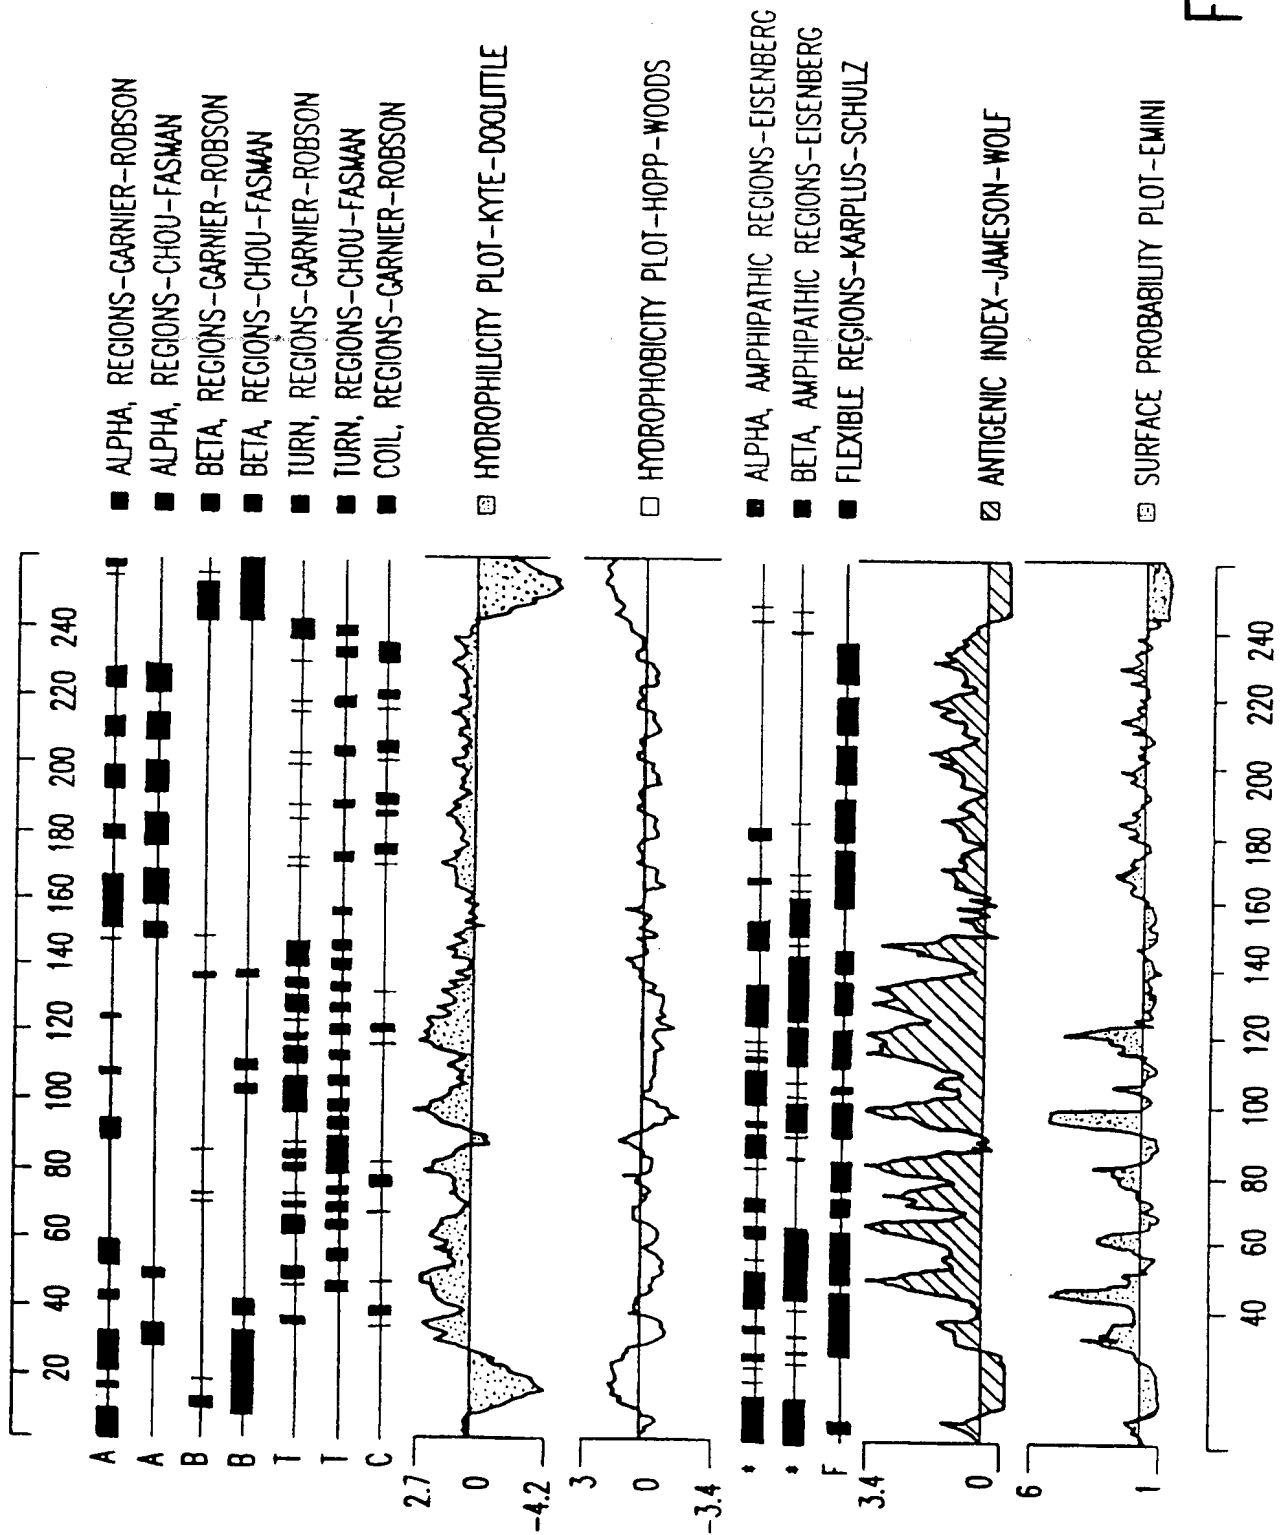 20 40 60 80 100 120 140 160 180 200 220 240
A ALPHA, REGIONS-GARNIER-ROBSON
A ALPHA, REGIONS-CHOU-FASMAN
B BETA, REGIONS-GARNIER-ROBSON
B BETA, REGIONS-CHOU-FASMAN
T TURN, REGIONS-GARNIER-ROBSON
T TURN, REGIONS-CHOU-FASMAN
C COIL, REGIONS-GARNIER-ROBSON
2.7
0 HYDROPHILICITY PLOT-KYTE-DOOLITTLE
-4.2
3
0 HYDROPHOBICITY PLOT-HOPP-WOODS
-3.4
* ALPHA, AMPHIPATHIC REGIONS-EISENBERG
* BETA, AMPHIPATHIC REGIONS-EISENBERG
F FLEXIBLE REGIONS-KARPLUS-SCHULZ
3.4
0 ANTIGENIC INDEX-JAMESON-WOLF
6
1 SURFACE PROBABILITY PLOT-EMINI
40 60 80 100 120 140 160 180 200 220 240
F